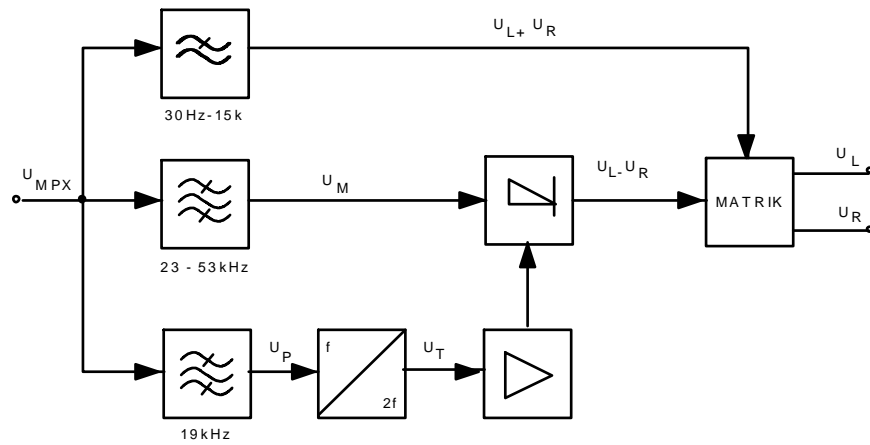 U L+ U R
30Hz-15k
U MPX
U M
U L- U R
MATRIK
U L
U R
23 - 53kHz
U P
f
2f
U T
19kHz